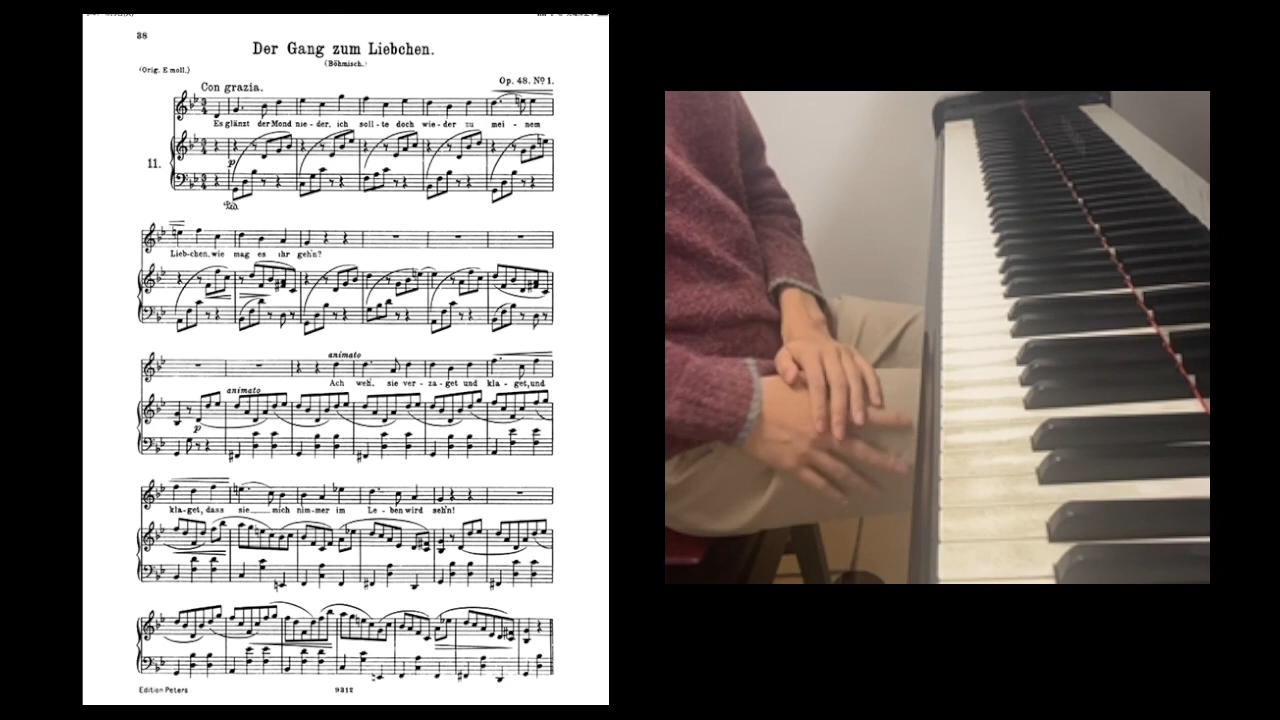 38
Der Gang zum Liebchen.
(Böhmisch.)
(Orig. E moll.)
Op. 48. Nº 1.
Con grazia.
Es glänzt der Mond nie-der, ich soll-te doch wie-der zu mei-nem
11.
p
Lieb-chen, wie mag es ihr geh'n?
animato
Ach weh, sie ver-za-get und kla-get, und
animato
p
kla-get, dass sie mich nim-mer im Le-ben wird seh'n!
Edition Peters
9312